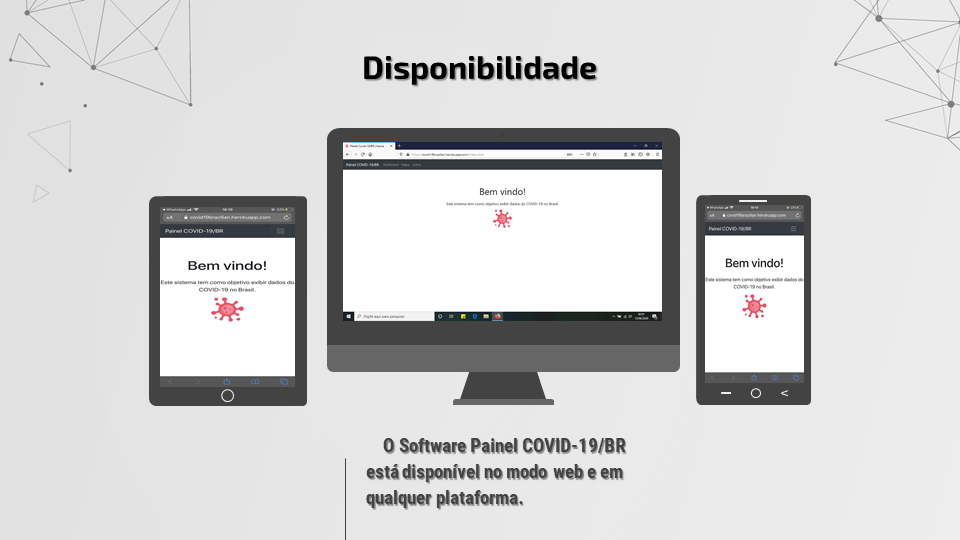 Disponibilidade
Painel Covid-19/BR | Home
Painel COVID-19/BR
Bem vindo!
Este sistema tem como objetivo exibir dados do COVID-19 no Brasil.
Digite aqui para pesquisar
WhatsApp
AA covid19brazilian.herokuapp.com
Painel COVID-19/BR
Bem vindo!
Este sistema tem como objetivo exibir dados do
COVID-19 no Brasil.
WhatsApp
AA covid19brazilian.herokuapp.com
Painel COVID-19/BR
Bem vindo!
Este sistema tem como objetivo exibir dados do
COVID-19 no Brasil.
O Software Painel COVID-19/BR
está disponível no modo web e em
qualquer plataforma.